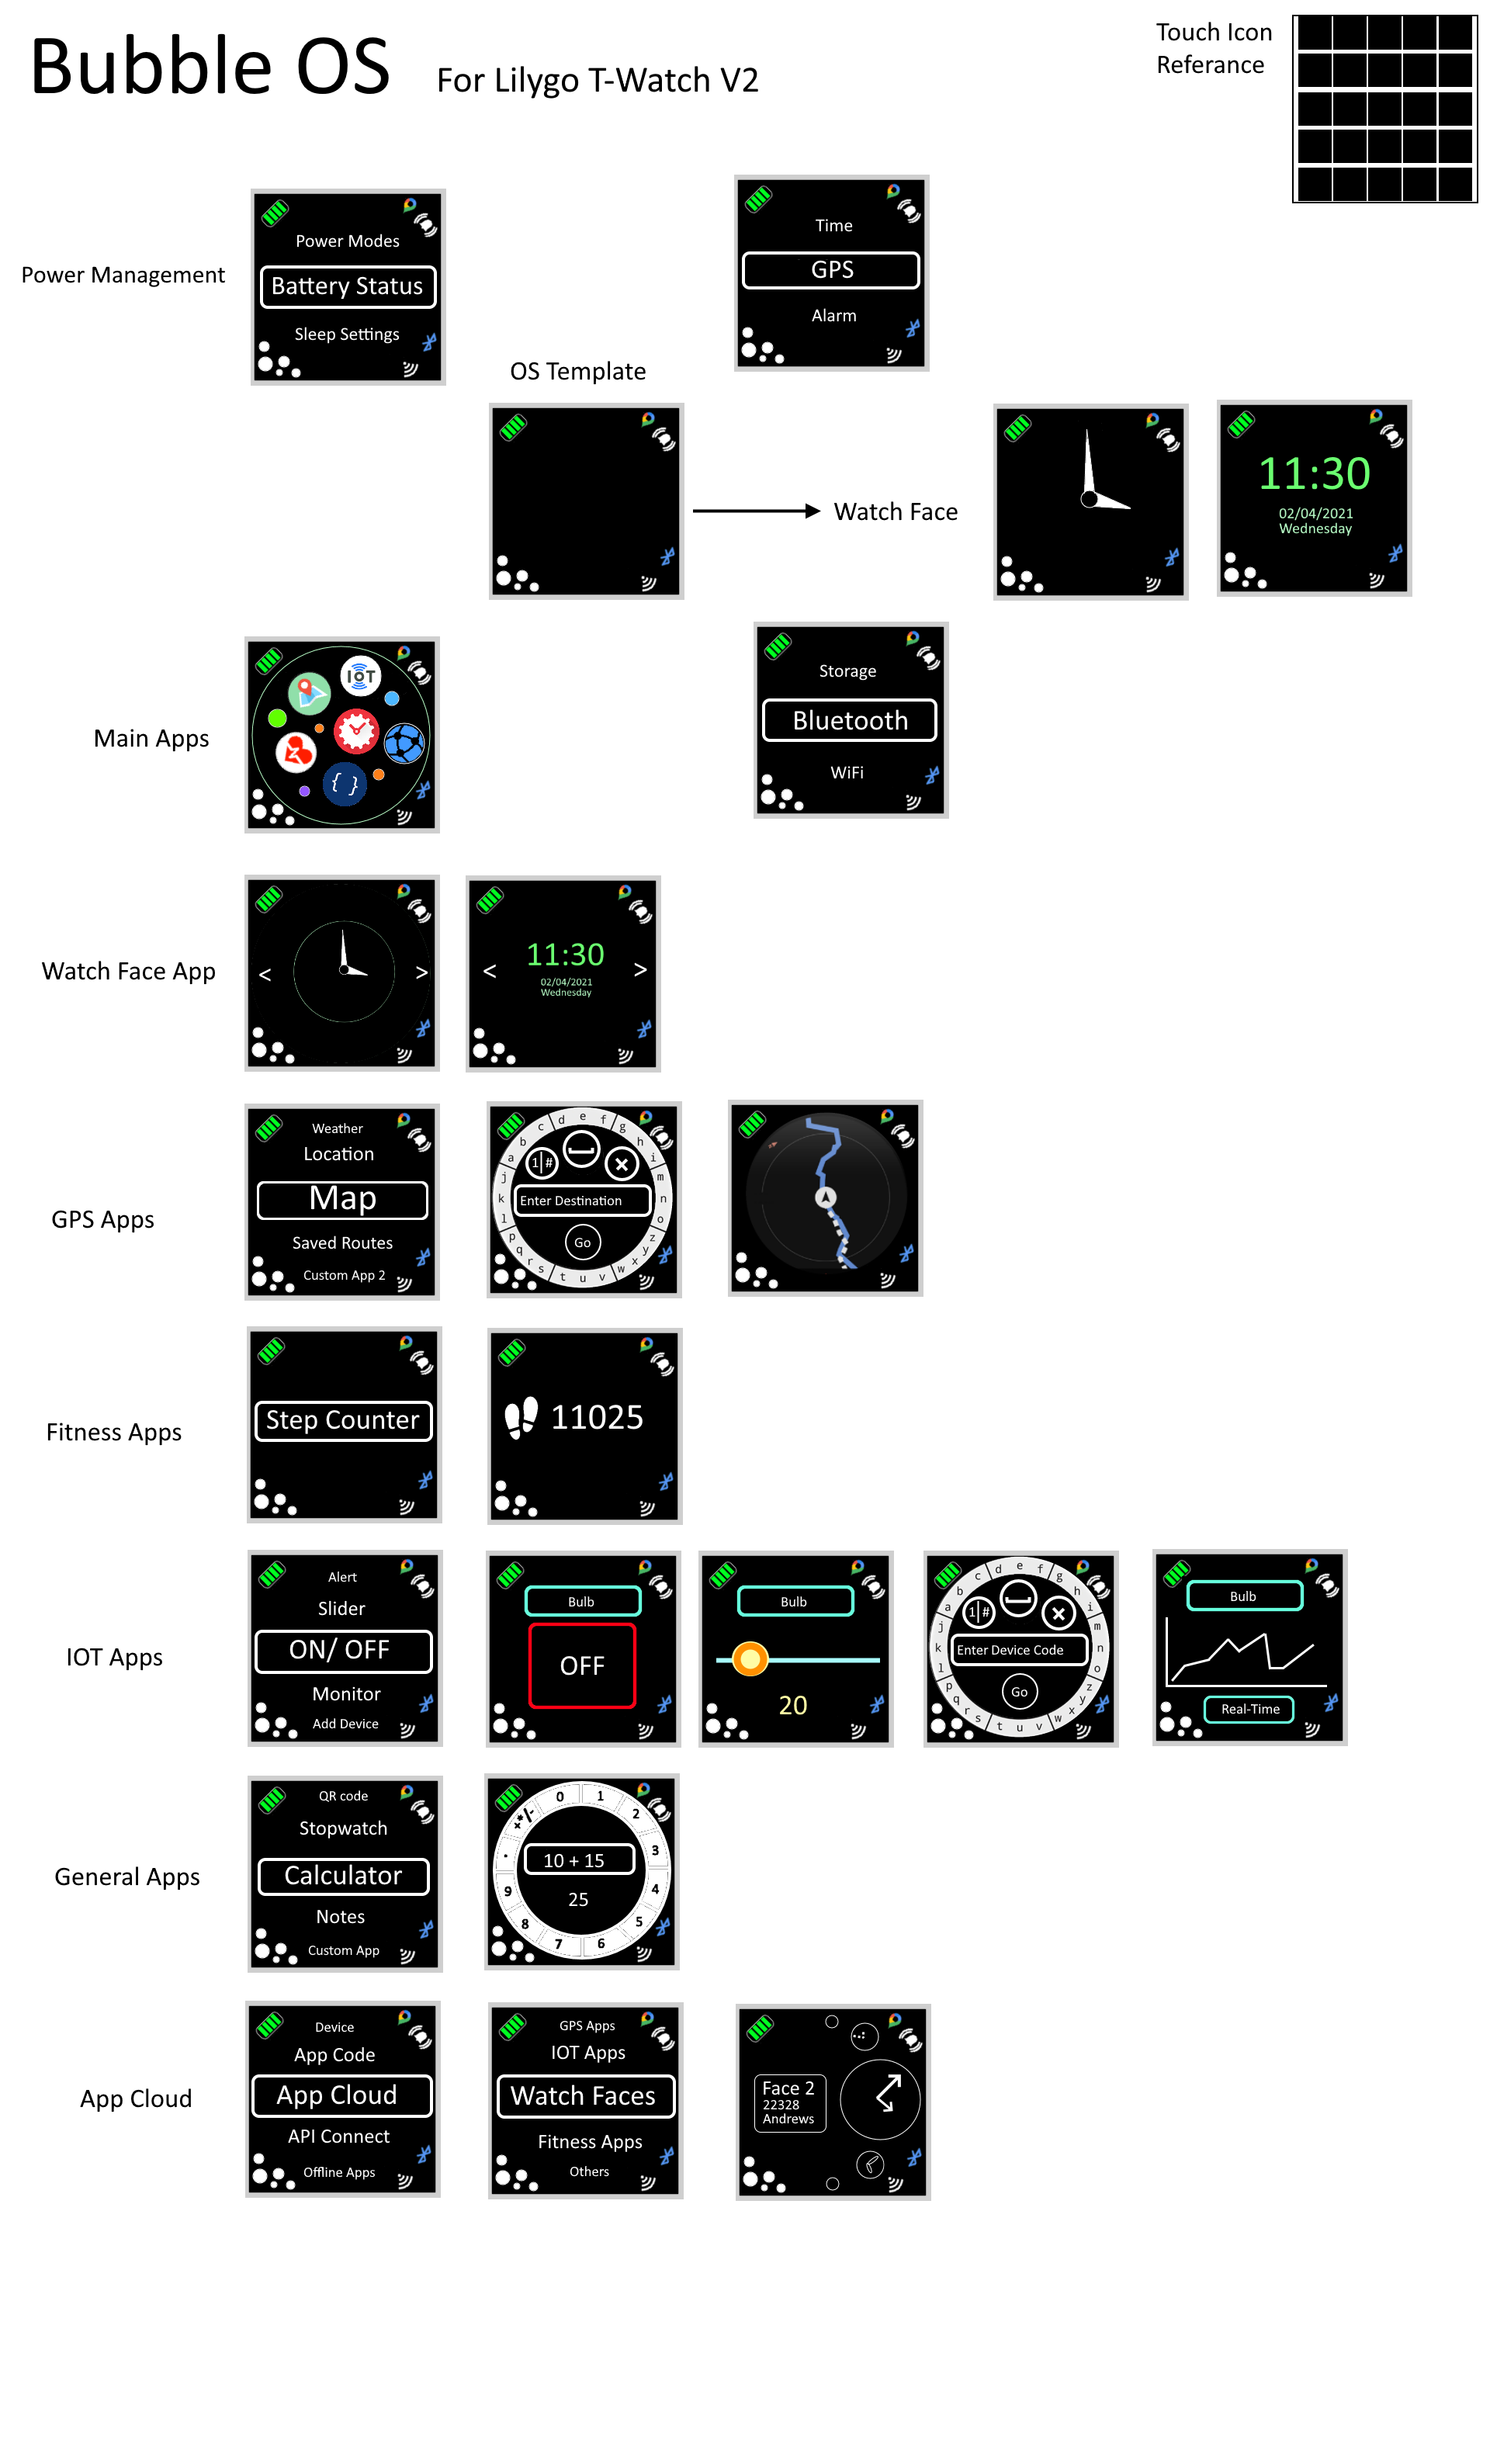 Bubble OS For Lilygo T-Watch V2
Touch Icon
Referance
Power Management
Power Modes
Battery Status
Sleep Settings
Time
GPS
Alarm
OS Template
Watch Face
11:30
02/04/2021
Wednesday
Main Apps
IoT
{ }
Storage
Bluetooth
WiFi
Watch Face App
<
>
<
11:30
02/04/2021
Wednesday
>
GPS Apps
Weather
Location
Map
Saved Routes
Custom App 2
a b c d e f g h i
j k l m n o
p q r s t u v w x y z
1|#
Enter Destination
Go
Fitness Apps
Step Counter
11025
IOT Apps
Alert
Slider
ON/ OFF
Monitor
Add Device
Bulb
OFF
Bulb
20
a b c d e f g h i
j k l m n o
p q r s t u v w x y z
1|#
Enter Device Code
Go
Bulb
Real-Time
General Apps
QR code
Stopwatch
Calculator
Notes
Custom App
0 1 2 3 4 5 6 7 8 9 . +*/-
10 + 15
25
App Cloud
Device
App Code
App Cloud
API Connect
Offline Apps
GPS Apps
IOT Apps
Watch Faces
Fitness Apps
Others
Face 2
22328
Andrews